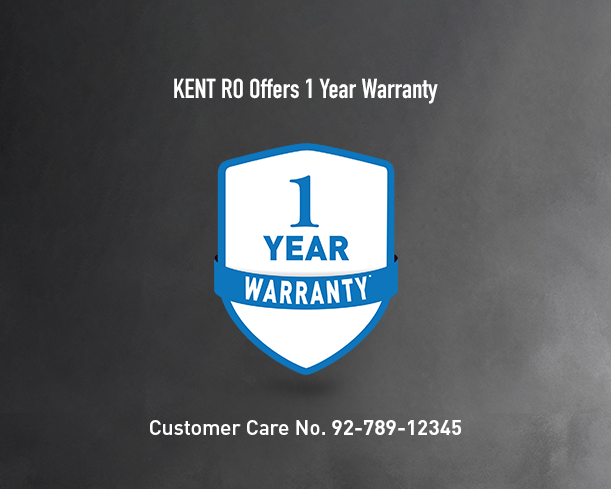 KENT RO Offers 1 Year Warranty
1
YEAR
WARRANTY*
Customer Care No. 92-789-12345